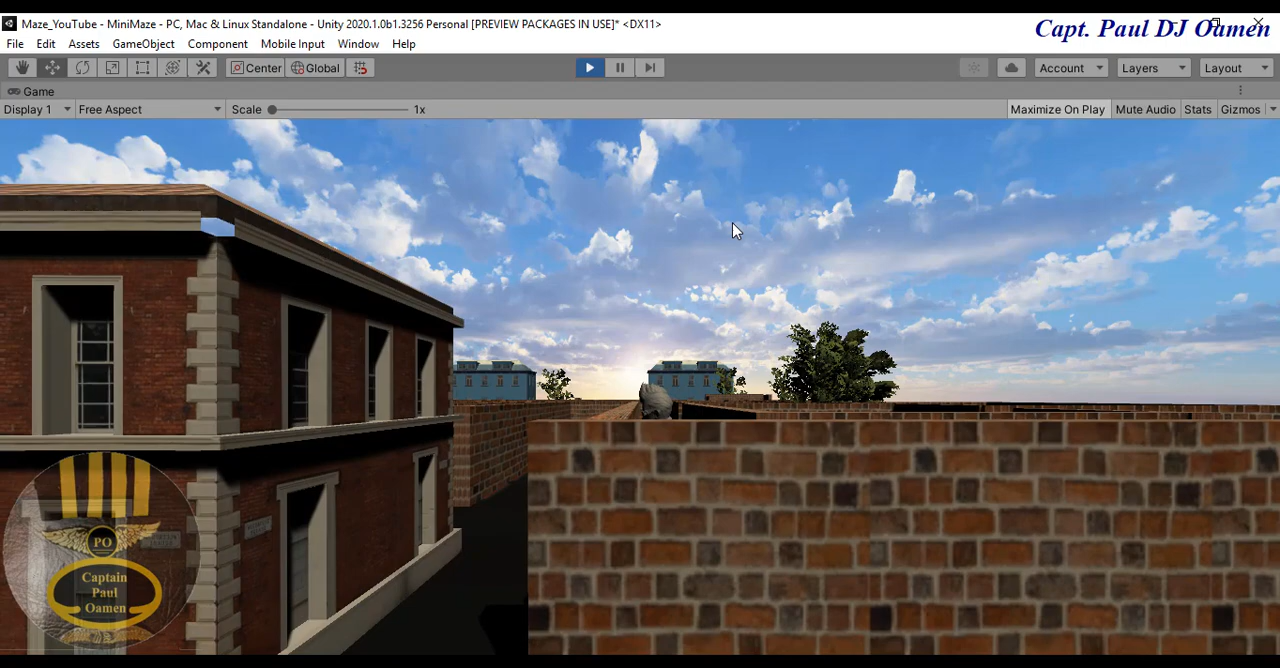 Maze_YouTube - MiniMaze - PC, Mac & Linux Standalone - Unity 2020.1.0b1.3256 Personal [PREVIEW PACKAGES IN USE]* <DX11>
Capt. Paul DJ Oamen
File Edit Assets GameObject Component Mobile Input Window Help
Center Global Account Layers Layout
Game
Display 1 Free Aspect Scale 1x Maximize On Play Mute Audio Stats Gizmos
PO
Captain
Paul
Oamen